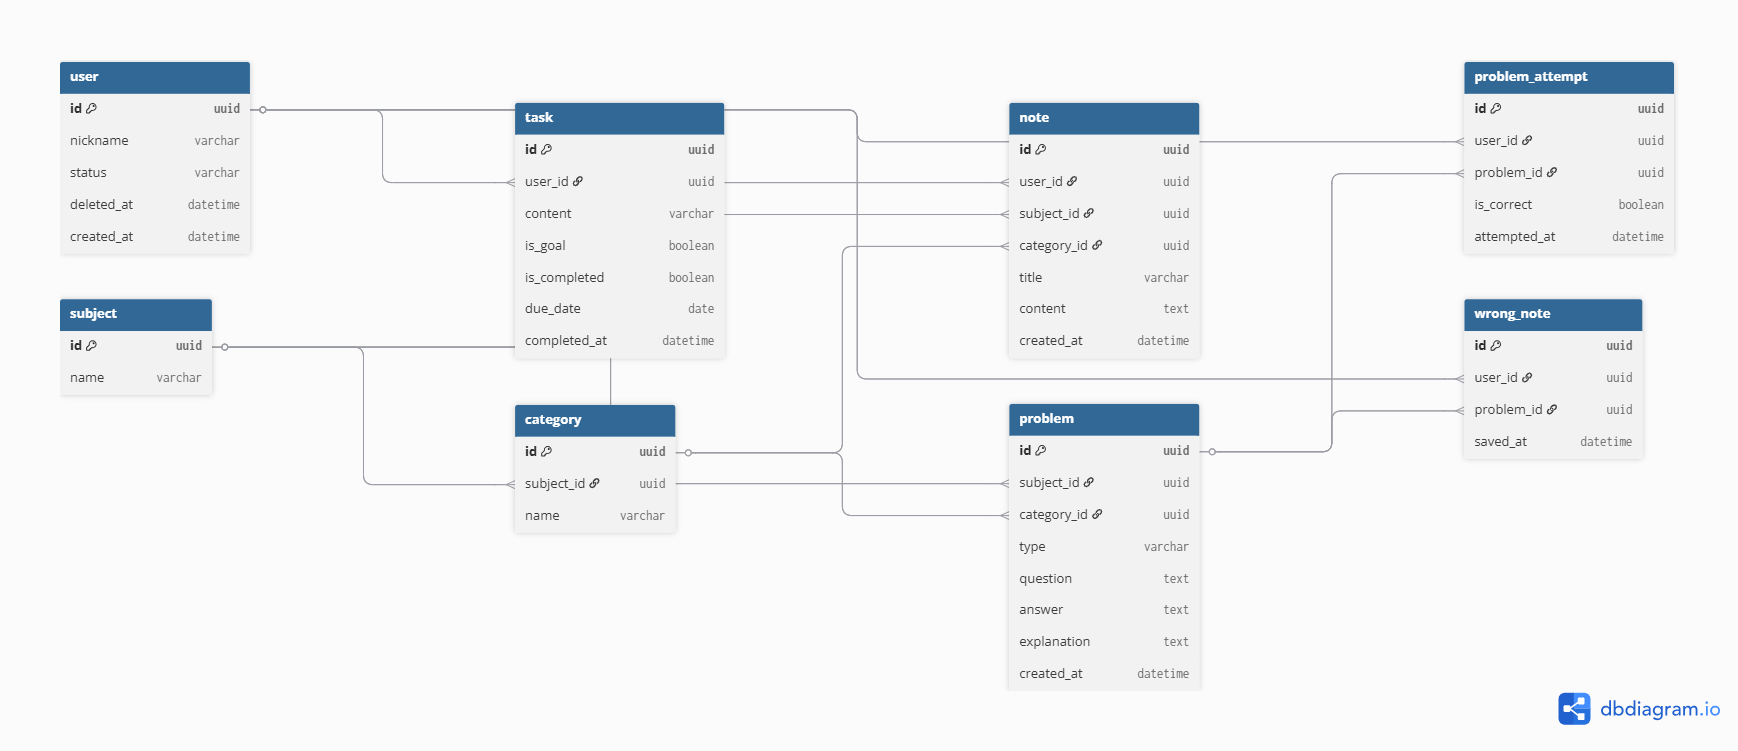 user
id uuid
nickname varchar
status varchar
deleted_at datetime
created_at datetime
subject
id uuid
name varchar
task
id uuid
user_id uuid
content varchar
is_goal boolean
is_completed boolean
due_date date
completed_at datetime
category
id uuid
subject_id uuid
name varchar
note
id uuid
user_id uuid
subject_id uuid
category_id uuid
title varchar
content text
created_at datetime
problem
id uuid
subject_id uuid
category_id uuid
type varchar
question text
answer text
explanation text
created_at datetime
problem_attempt
id uuid
user_id uuid
problem_id uuid
is_correct boolean
attempted_at datetime
wrong_note
id uuid
user_id uuid
problem_id uuid
saved_at datetime
dbdiagram.io